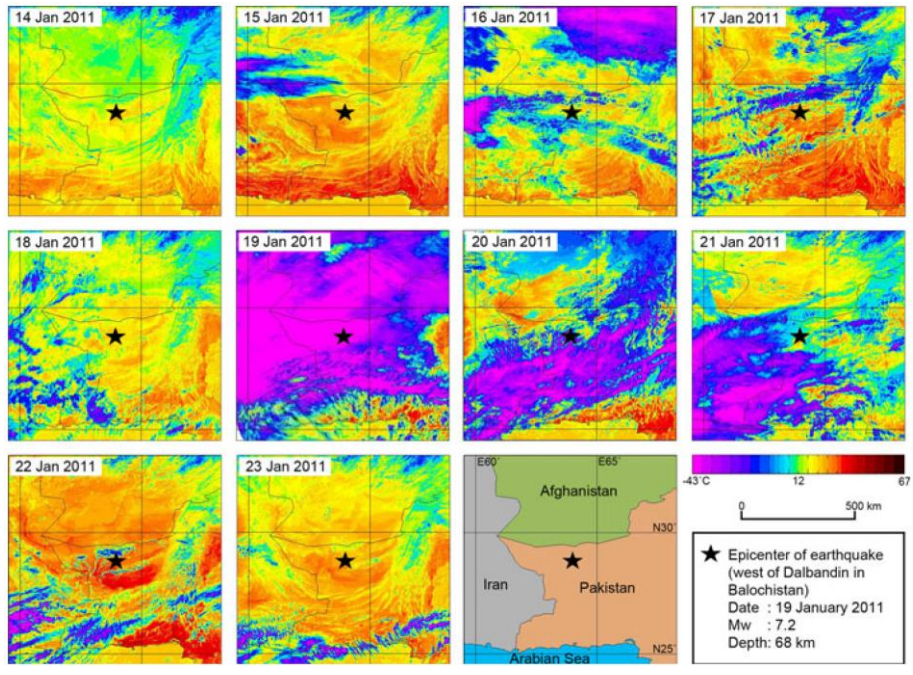 14 Jan 2011
15 Jan 2011
16 Jan 2011
17 Jan 2011
18 Jan 2011
19 Jan 2011
20 Jan 2011
21 Jan 2011
22 Jan 2011
23 Jan 2011
E60°
E65°
Afghanistan
N30°
Iran
Pakistan
N25°
Arabian Sea
-43°C
12
67
0
500 km
Epicenter of earthquake
(west of Dalbandin in
Balochistan)
Date : 19 January 2011
Mw : 7.2
Depth: 68 km